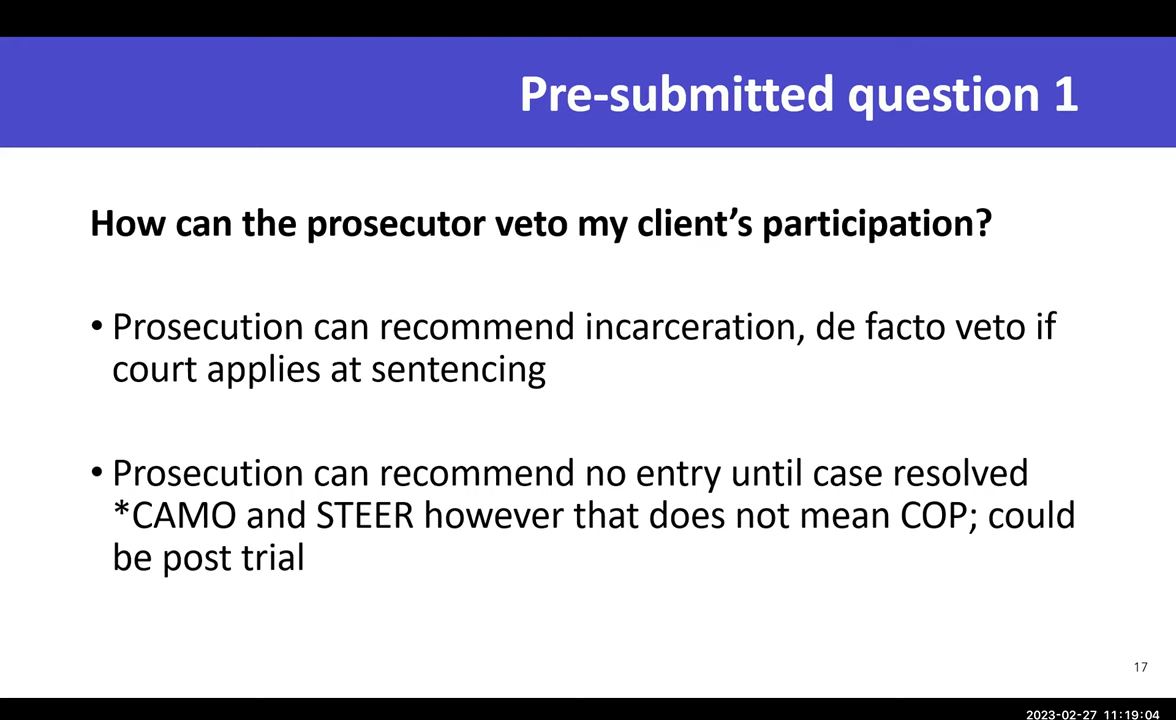 Pre-submitted question 1
How can the prosecutor veto my client’s participation?
• Prosecution can recommend incarceration, de facto veto if
court applies at sentencing
• Prosecution can recommend no entry until case resolved
*CAMO and STEER however that does not mean COP; could
be post trial
17
2023-02-27 11:19:04